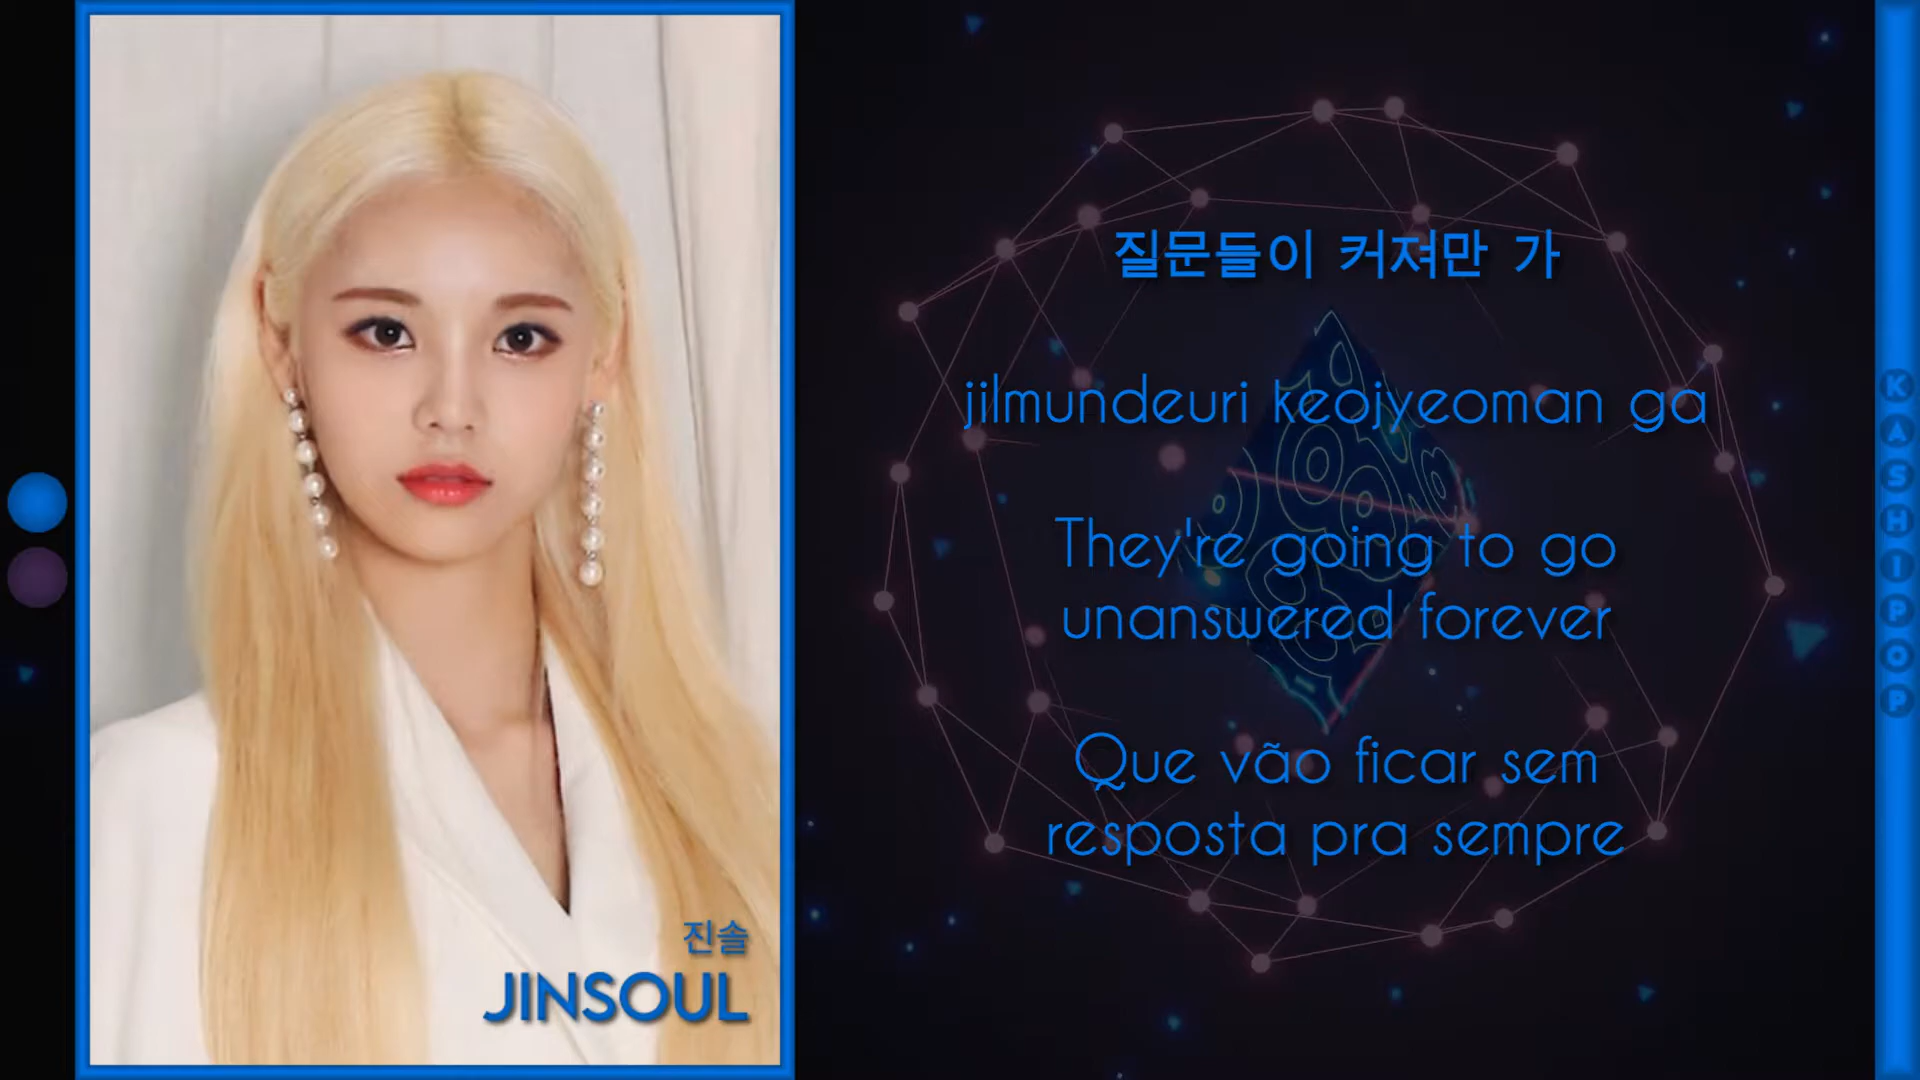 진솔
JINSOUL
질문들이 커져만 가
jilmundeuri keojyeoman ga
They're going to go
unanswered forever
Que vão ficar sem
resposta pra sempre
KASHIPOP